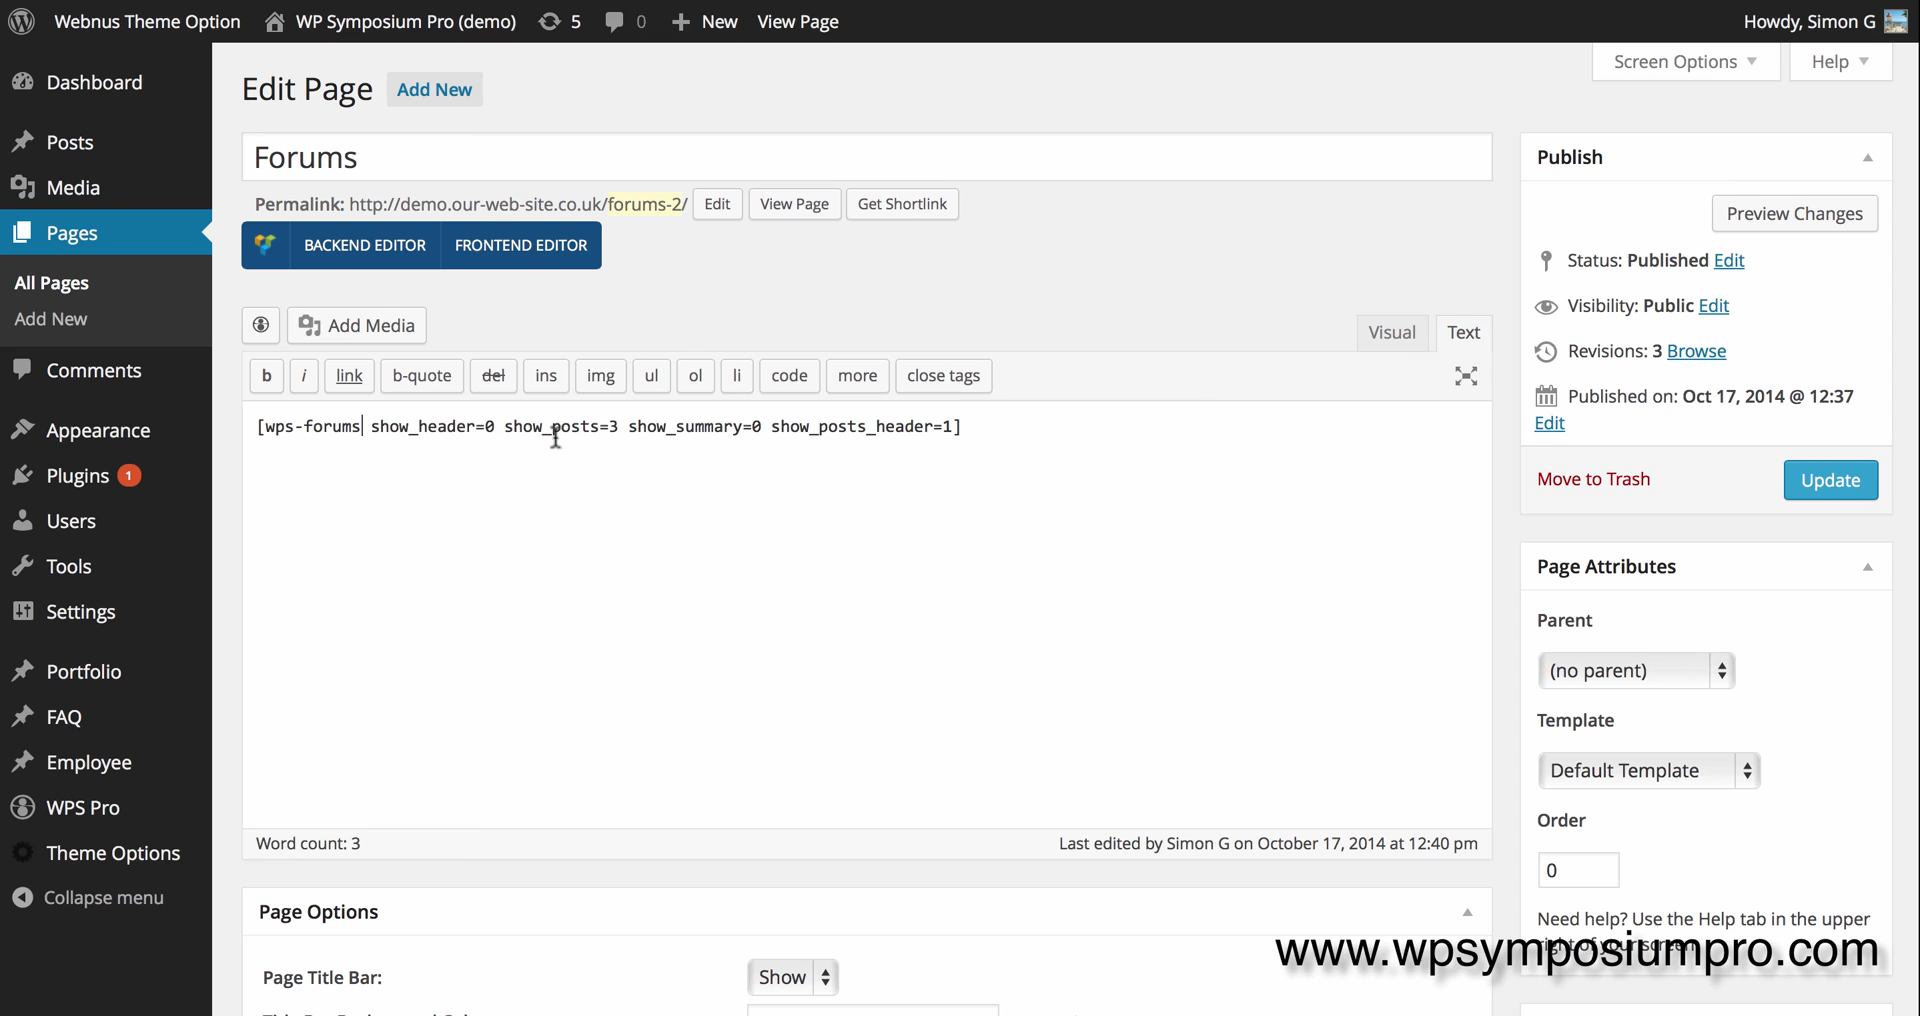 Webnus Theme Option WP Symposium Pro (demo) 5 0 New View Page Howdy, Simon G
Screen Options Help
Dashboard
Posts
Media
Pages
All Pages
Add New
Comments
Appearance
Plugins 1
Users
Tools
Settings
Portfolio
FAQ
Employee
WPS Pro
Theme Options
Collapse menu
Edit Page Add New
Forums
Permalink: http://demo.our-web-site.co.uk/forums-2/ Edit View Page Get Shortlink
BACKEND EDITOR FRONTEND EDITOR
Add Media Visual Text
b i link b-quote del ins img ul ol li code more close tags
[wps-forums show_header=0 show_posts=3 show_summary=0 show_posts_header=1]
Word count: 3 Last edited by Simon G on October 17, 2014 at 12:40 pm
Page Options
Page Title Bar: Show
Publish
Preview Changes
Status: Published Edit
Visibility: Public Edit
Revisions: 3 Browse
Published on: Oct 17, 2014 @ 12:37
Edit
Move to Trash Update
Page Attributes
Parent
(no parent)
Template
Default Template
Order
0
Need help? Use the Help tab in the upper
right of your screen
www.wpsymposiumpro.com